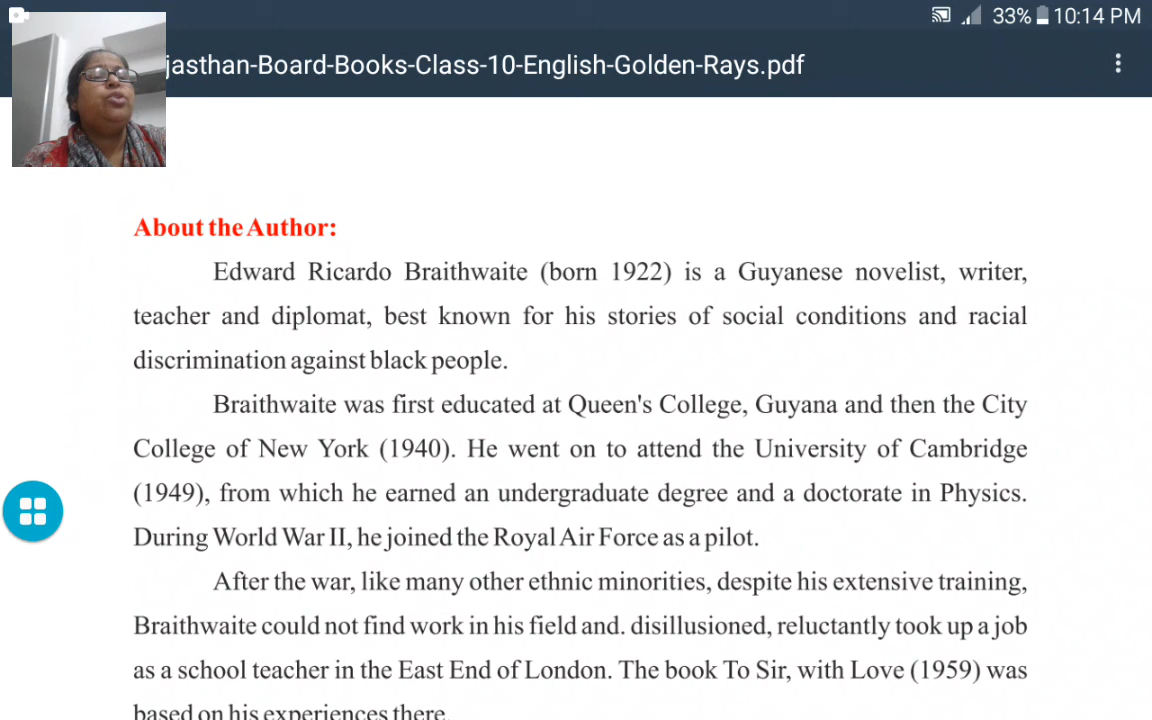 33% 10:14 PM
jasthan-Board-Books-Class-10-English-Golden-Rays.pdf
About the Author:
Edward Ricardo Braithwaite (born 1922) is a Guyanese novelist, writer,
teacher and diplomat, best known for his stories of social conditions and racial
discrimination against black people.
Braithwaite was first educated at Queen's College, Guyana and then the City
College of New York (1940). He went on to attend the University of Cambridge
(1949), from which he earned an undergraduate degree and a doctorate in Physics.
During World War II, he joined the Royal Air Force as a pilot.
After the war, like many other ethnic minorities, despite his extensive training,
Braithwaite could not find work in his field and. disillusioned, reluctantly took up a job
as a school teacher in the East End of London. The book To Sir, with Love (1959) was
based on his experiences there.